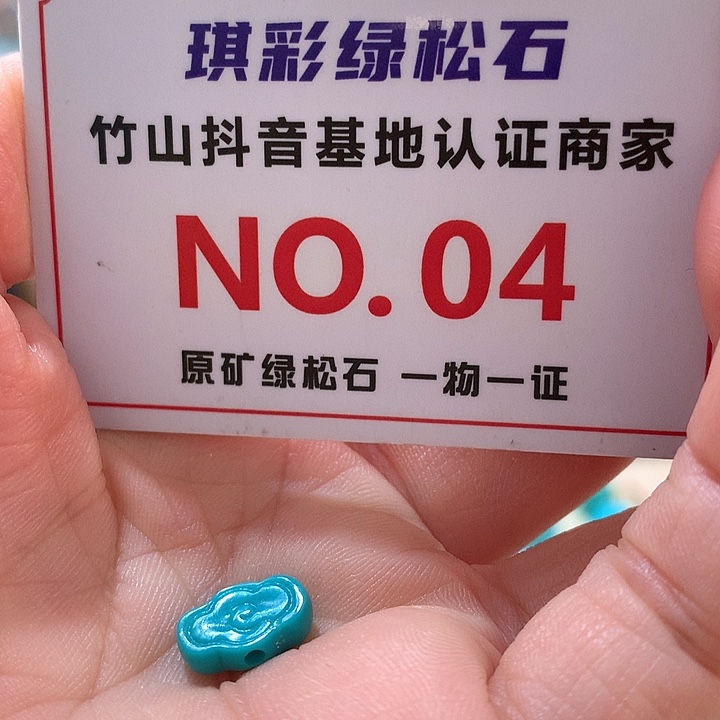 琪彩绿松石
竹山抖音基地认证商家
NO.04
原矿绿松石 一物一证